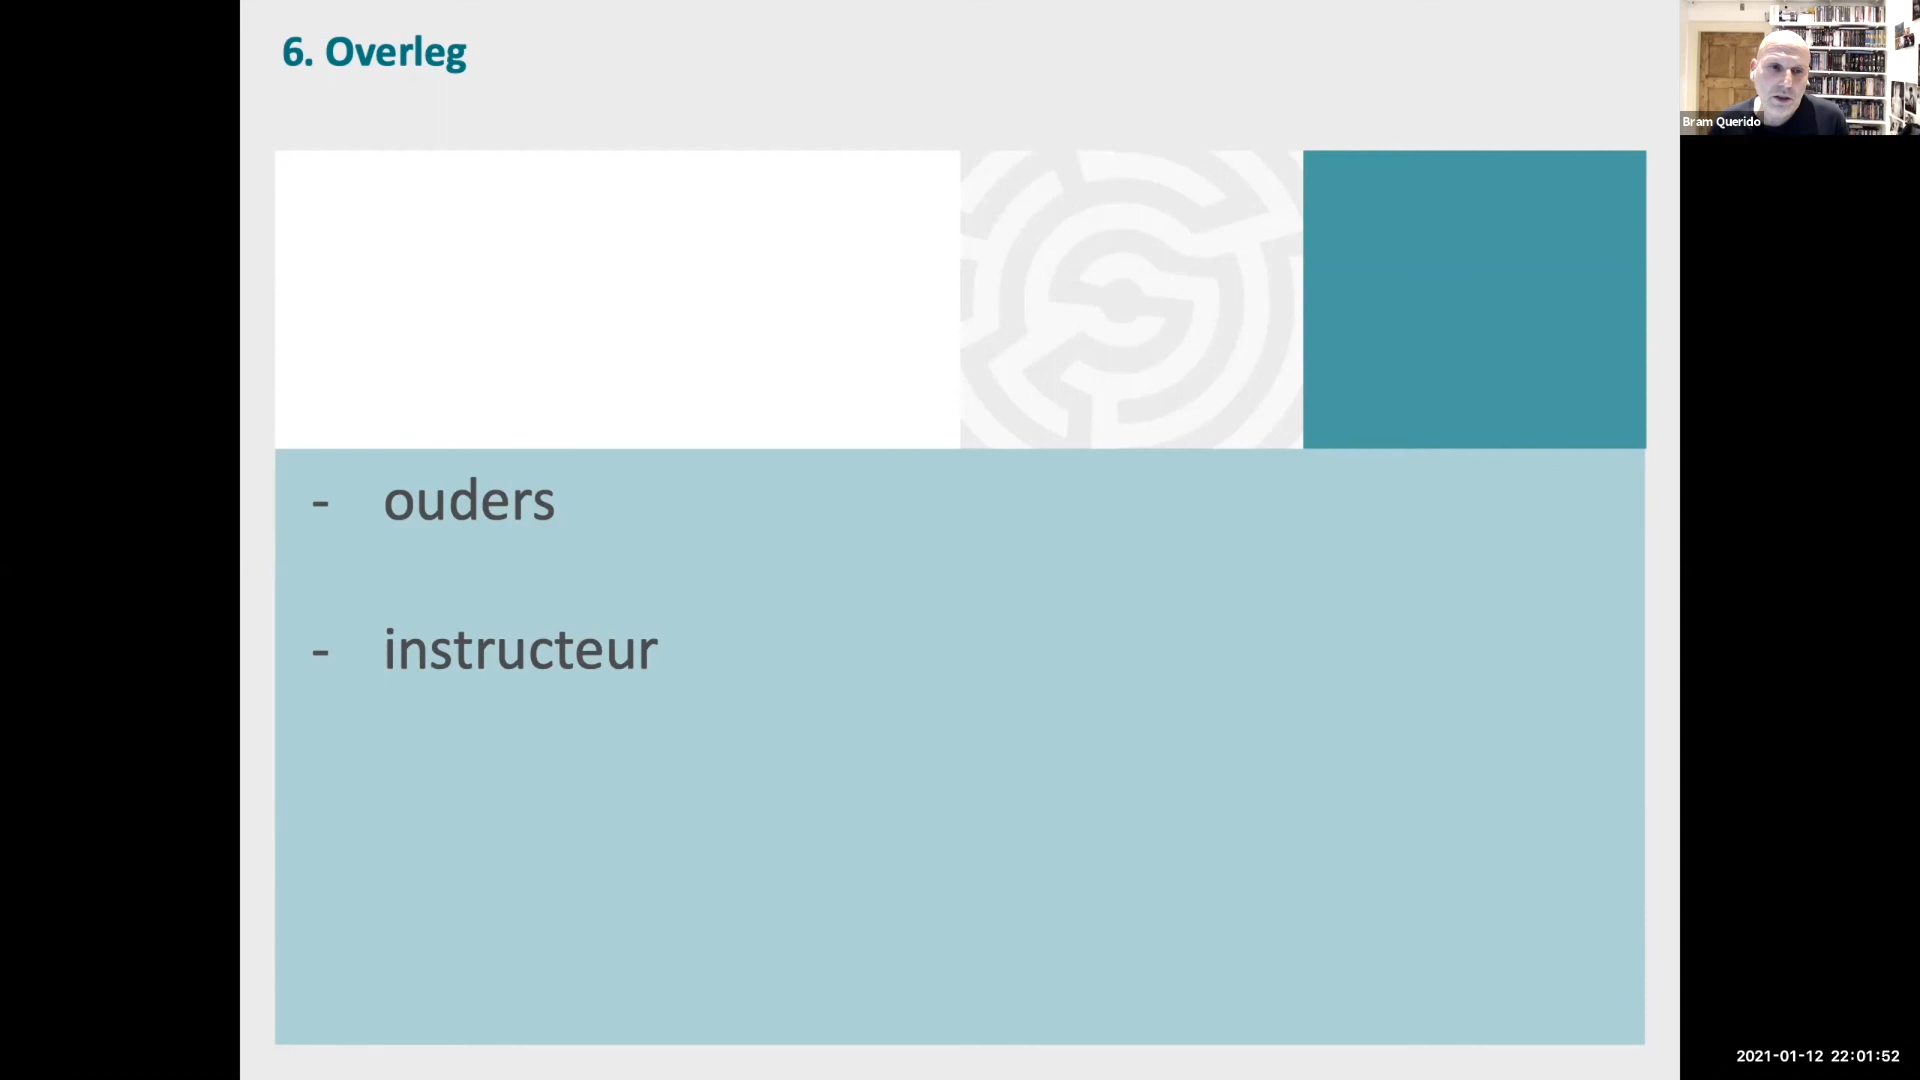 6. Overleg
Bram Querido
- ouders
- instructeur
2021-01-12 22:01:52